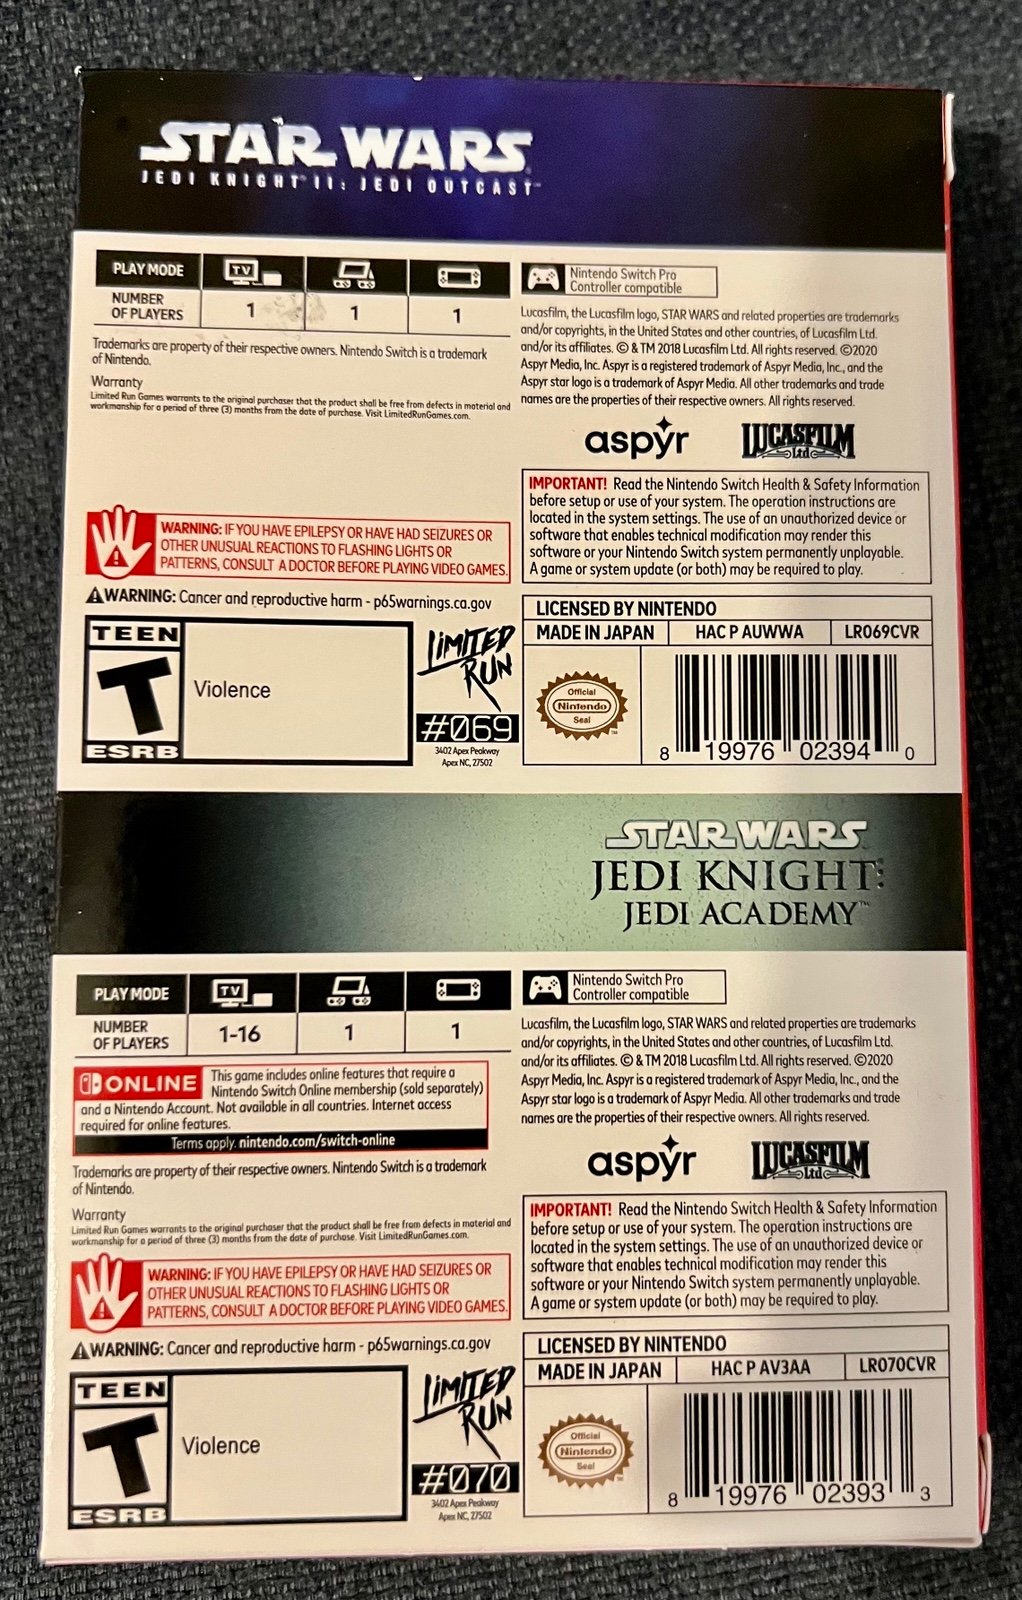 STAR WARS
JEDI KNIGHT II: JEDI OUTCAST™
PLAY MODE
TV
NUMBER
OF PLAYERS
1
1
1
Trademarks are property of their respective owners. Nintendo Switch is a trademark
of Nintendo.
Warranty
Limited Run Games warrants to the original purchaser that the product shall be free from defects in material and
workmanship for a period of three (3) months from the date of purchase. Visit LimitedRunGames.com.
WARNING: IF YOU HAVE EPILEPSY OR HAVE HAD SEIZURES OR
OTHER UNUSUAL REACTIONS TO FLASHING LIGHTS OR
PATTERNS, CONSULT A DOCTOR BEFORE PLAYING VIDEO GAMES.
WARNING: Cancer and reproductive harm - p65warnings.ca.gov
TEEN
T
ESRB
Violence
LIMITED
RUN
#069
3402 Apex Peakway
Apex NC, 27502
Nintendo Switch Pro
Controller compatible
Lucasfilm, the Lucasfilm logo, STAR WARS and related properties are trademarks
and/or copyrights, in the United States and other countries, of Lucasfilm Ltd.
and/or its affiliates. © & TM 2018 Lucasfilm Ltd. All rights reserved. ©2020
Aspyr Media, Inc. Aspyr is a registered trademark of Aspyr Media, Inc., and the
Aspyr star logo is a trademark of Aspyr Media. All other trademarks and trade
names are the properties of their respective owners. All rights reserved.
aspyr
LUCASFILM
Ltd
IMPORTANT! Read the Nintendo Switch Health & Safety Information
before setup or use of your system. The operation instructions are
located in the system settings. The use of an unauthorized device or
software that enables technical modification may render this
software or your Nintendo Switch system permanently unplayable.
A game or system update (or both) may be required to play.
LICENSED BY NINTENDO
MADE IN JAPAN
HAC P AUWWA
LR069CVR
Official
Nintendo
Seal
8 19976 02394 0
STAR WARS
JEDI KNIGHT:
JEDI ACADEMY™
PLAY MODE
TV
NUMBER
OF PLAYERS
1-16
1
1
ONLINE
This game includes online features that require a
Nintendo Switch Online membership (sold separately)
and a Nintendo Account. Not available in all countries. Internet access
required for online features.
Terms apply. nintendo.com/switch-online
Trademarks are property of their respective owners. Nintendo Switch is a trademark
of Nintendo.
Warranty
Limited Run Games warrants to the original purchaser that the product shall be free from defects in material and
workmanship for a period of three (3) months from the date of purchase. Visit LimitedRunGames.com.
WARNING: IF YOU HAVE EPILEPSY OR HAVE HAD SEIZURES OR
OTHER UNUSUAL REACTIONS TO FLASHING LIGHTS OR
PATTERNS, CONSULT A DOCTOR BEFORE PLAYING VIDEO GAMES.
WARNING: Cancer and reproductive harm - p65warnings.ca.gov
TEEN
T
ESRB
Violence
LIMITED
RUN
#070
3402 Apex Peakway
Apex NC, 27502
Nintendo Switch Pro
Controller compatible
Lucasfilm, the Lucasfilm logo, STAR WARS and related properties are trademarks
and/or copyrights, in the United States and other countries, of Lucasfilm Ltd.
and/or its affiliates. © & TM 2018 Lucasfilm Ltd. All rights reserved. ©2020
Aspyr Media, Inc. Aspyr is a registered trademark of Aspyr Media, Inc., and the
Aspyr star logo is a trademark of Aspyr Media. All other trademarks and trade
names are the properties of their respective owners. All rights reserved.
aspyr
LUCASFILM
Ltd
IMPORTANT! Read the Nintendo Switch Health & Safety Information
before setup or use of your system. The operation instructions are
located in the system settings. The use of an unauthorized device or
software that enables technical modification may render this
software or your Nintendo Switch system permanently unplayable.
A game or system update (or both) may be required to play.
LICENSED BY NINTENDO
MADE IN JAPAN
HAC P AV3AA
LR070CVR
Official
Nintendo
Seal
8 19976 02393 3